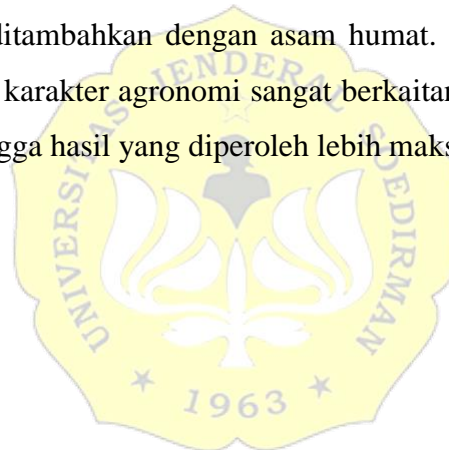 ditambahkan dengan asam humat.
karakter agronomi sangat berkaitan
gga hasil yang diperoleh lebih maks
UNIVERSITAS JENDERAL SOEDIRMAN
★ 1963 ★